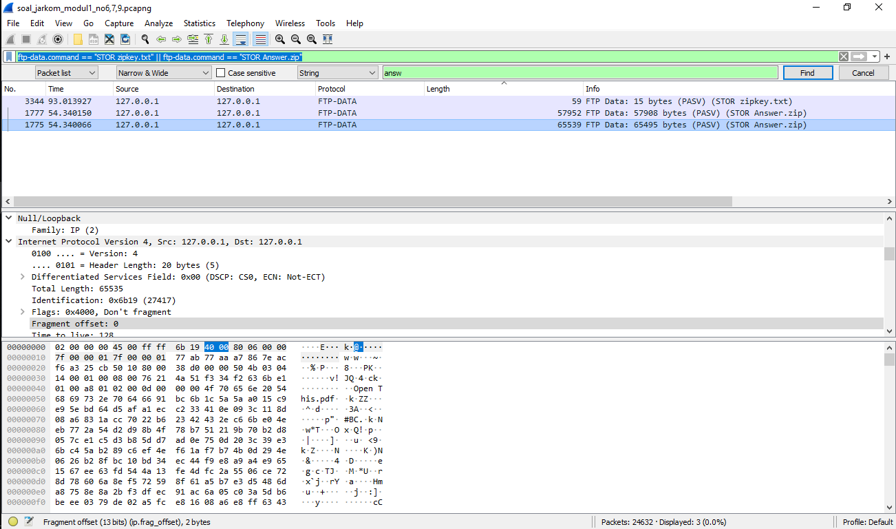 soal_jarkom_modul1_no6,7,9.pcapng
File Edit View Go Capture Analyze Statistics Telephony Wireless Tools Help
ftp-data.command == "STOR zipkey.txt" || ftp-data.command == "STOR Answer.zip"
Packet list Narrow & Wide Case sensitive String answ Find Cancel
No. Time Source Destination Protocol Length Info
3344 93.013927 127.0.0.1 127.0.0.1 FTP-DATA 59 FTP Data: 15 bytes (PASV) (STOR zipkey.txt)
1777 54.340150 127.0.0.1 127.0.0.1 FTP-DATA 57952 FTP Data: 57908 bytes (PASV) (STOR Answer.zip)
1775 54.340066 127.0.0.1 127.0.0.1 FTP-DATA 65539 FTP Data: 65495 bytes (PASV) (STOR Answer.zip)
Null/Loopback
Family: IP (2)
Internet Protocol Version 4, Src: 127.0.0.1, Dst: 127.0.0.1
0100 .... = Version: 4
.... 0101 = Header Length: 20 bytes (5)
Differentiated Services Field: 0x00 (DSCP: CS0, ECN: Not-ECT)
Total Length: 65535
Identification: 0x6b19 (27417)
Flags: 0x4000, Don't fragment
Fragment offset: 0
Time to live: 128
00000000 02 00 00 00 45 00 ff ff 6b 19 40 00 80 06 00 00
00000010 7f 00 00 01 7f 00 00 01 77 ab 77 aa a7 86 7e ac
00000020 f6 a3 25 cb 50 10 80 00 38 d0 00 00 50 4b 03 04
00000030 14 00 01 00 08 00 76 21 4a 51 f3 34 f2 63 6b e1
00000040 01 00 a8 01 02 00 0d 00 00 00 4f 70 65 6e 20 54
00000050 68 69 73 2e 70 64 66 91 bc 6b 1c 5a 5a a0 15 c9
00000060 e9 5e bd 64 d5 af a1 ec c2 33 41 0e 09 3c 11 8d
00000070 08 a6 83 1a cc 70 22 b6 23 42 43 2e c6 6b e0 4e
00000080 eb 77 2a 54 d2 9d 8b 4f 78 b7 51 21 9b 70 b2 d8
00000090 05 7c e1 c5 d3 b8 5d d7 ad 0e 75 0d 20 3c 39 e3
000000a0 6b c4 5a b2 89 c6 ef 4e f6 1a f7 b7 4b 0d 29 4e
000000b0 06 26 b2 8f bc 10 bd 34 ec 44 f9 e8 a9 a4 e9 65
000000c0 15 67 ee 63 fd 54 4a 13 fe 4d fc 2a 55 06 ce 72
000000d0 8d 78 60 6a 8e f5 72 59 8f 61 a5 b7 e3 d5 48 6d
000000e0 a8 75 8e 8a 2b f3 df ec 91 ac 6a 05 c0 3a 5d b6
000000f0 be ee 03 79 de 02 a5 fc e8 16 08 a6 e8 ff 63 43
Fragment offset (13 bits) (ip.frag_offset), 2 bytes Packets: 24632 · Displayed: 3 (0.0%) Profile: Default